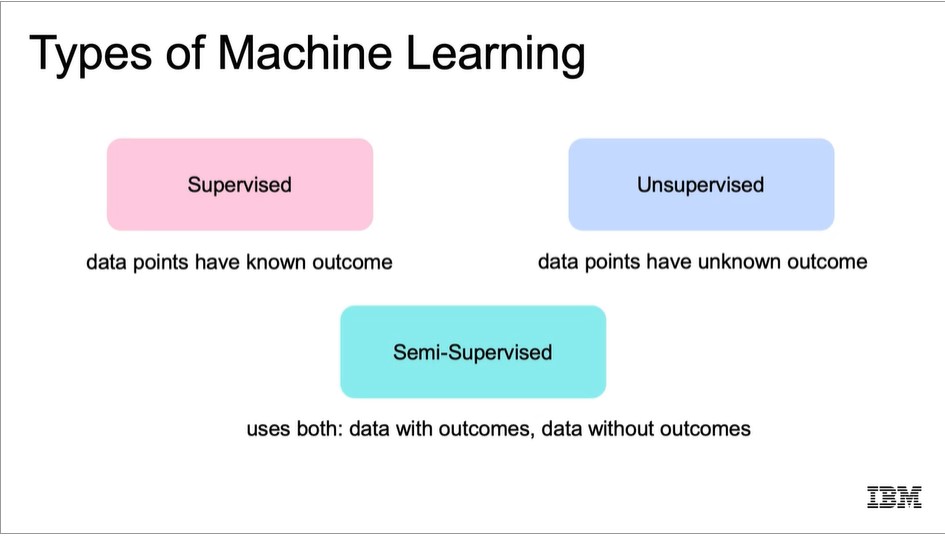 Types of Machine Learning
Supervised
Unsupervised
data points have known outcome
data points have unknown outcome
Semi-Supervised
uses both: data with outcomes, data without outcomes
IBM